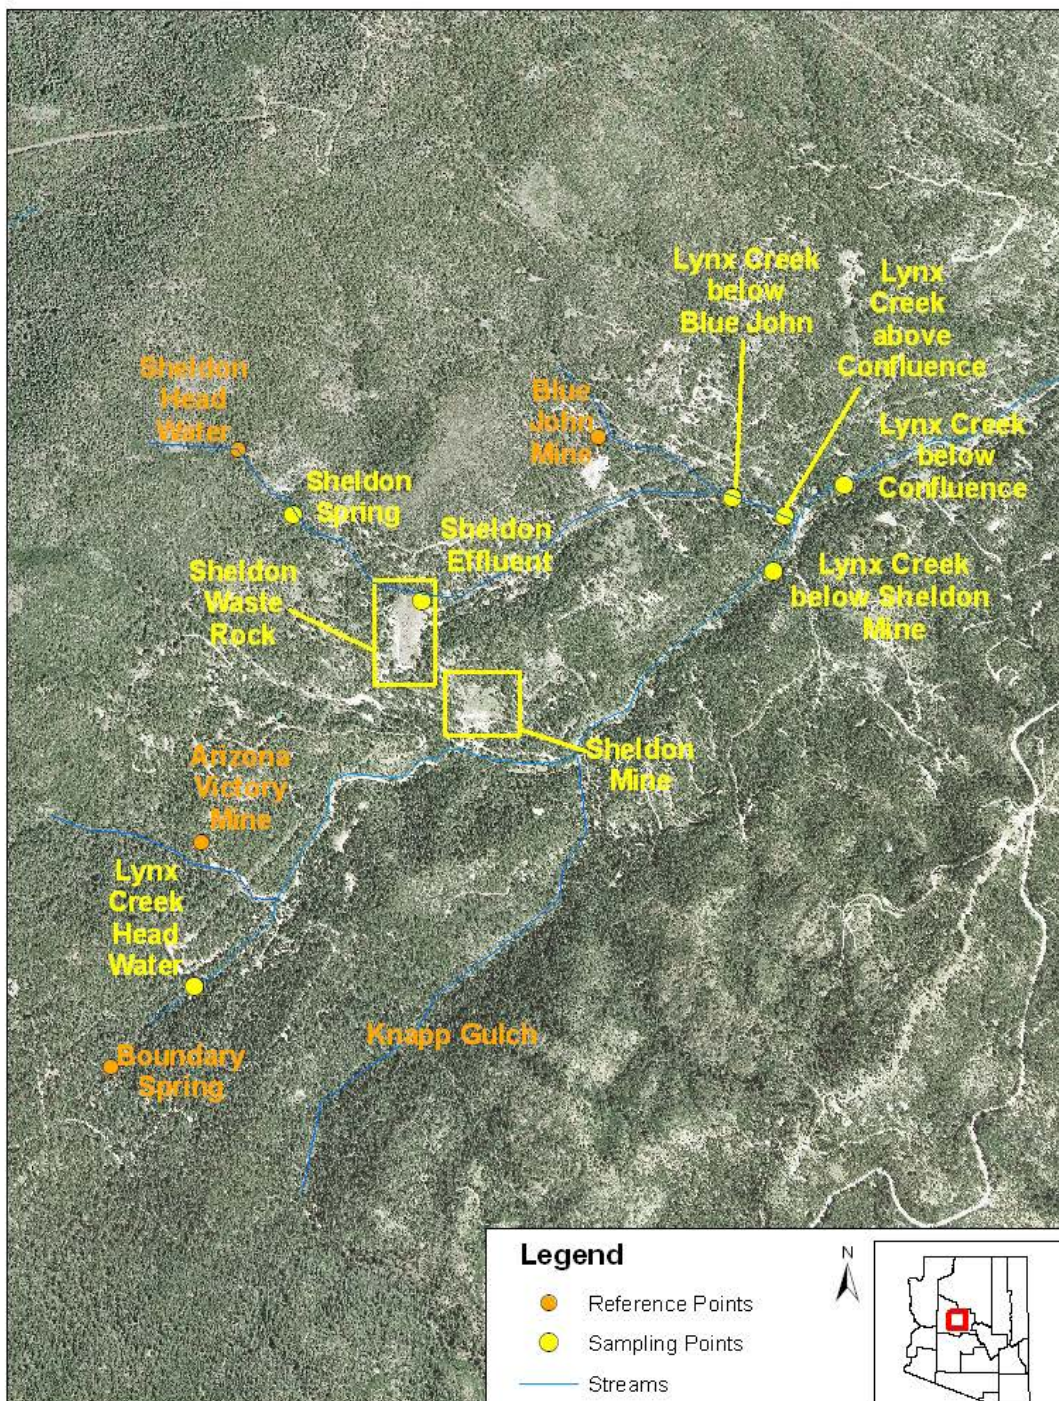 Lynx Creek
below
Blue John
Lynx
Creek
above
Confluence
Sheldon
Head
Water
Blue
John
Mine
Lynx Creek
below
Confluence
Sheldon
Spring
Sheldon
Effluent
Sheldon
Waste
Rock
Lynx Creek
below Sheldon
Mine
Sheldon
Mine
Arizona
Victory
Mine
Lynx
Creek
Head
Water
Knapp Gulch
Boundary
Spring
Legend
Reference Points
Sampling Points
Streams
N